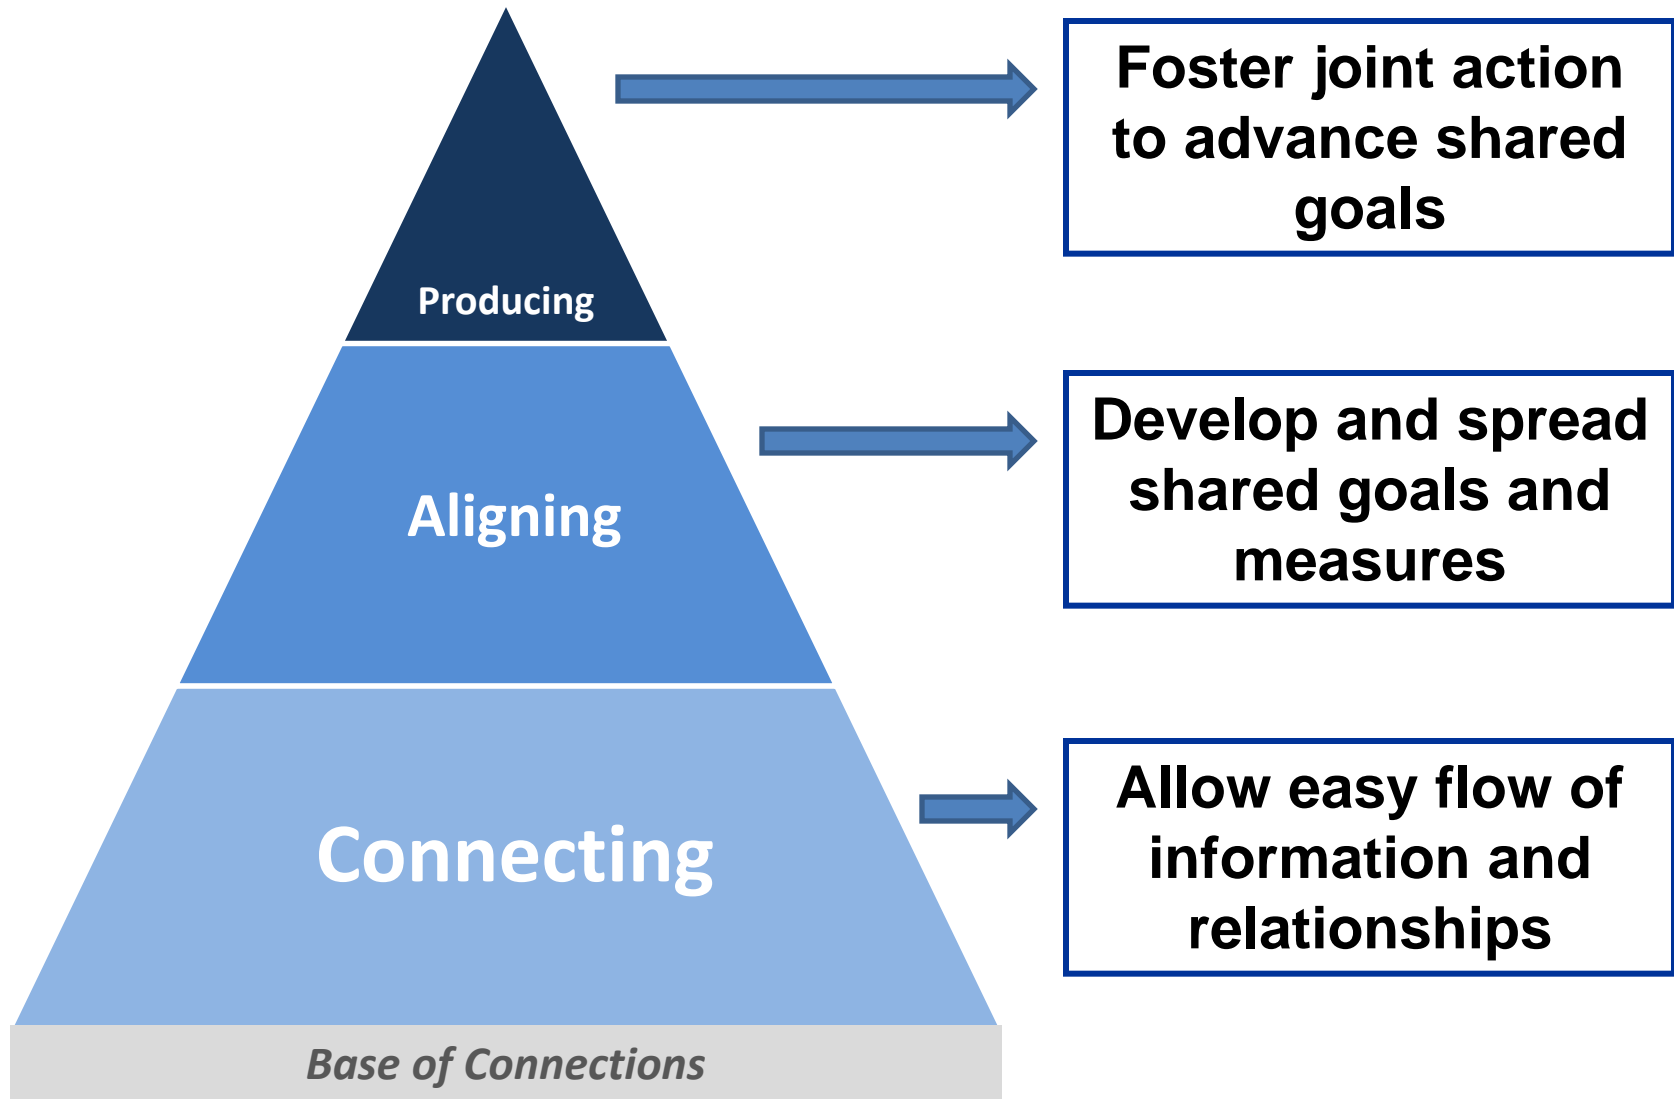 Producing
Foster joint action
to advance shared
goals
Aligning
Develop and spread
shared goals and
measures
Connecting
Allow easy flow of
information and
relationships
Base of Connections